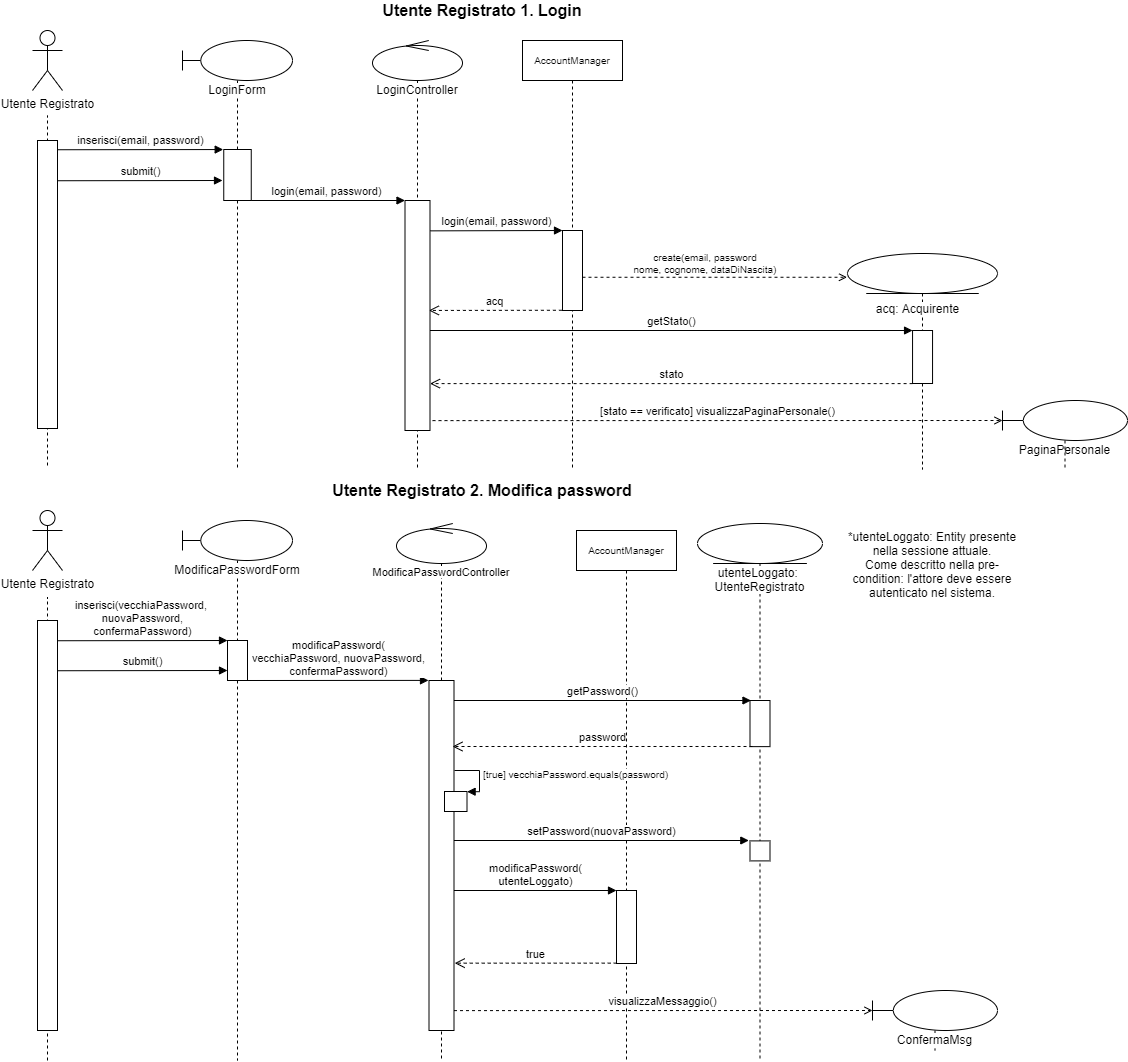 Utente Registrato 1. Login
Utente Registrato
LoginForm
LoginController
AccountManager
inserisci(email, password)
submit()
login(email, password)
login(email, password)
create(email, password
nome, cognome, dataDiNascita)
acq: Acquirente
acq
getStato()
stato
[stato == verificato] visualizzaPaginaPersonale()
PaginaPersonale
Utente Registrato 2. Modifica password
Utente Registrato
ModificaPasswordForm
ModificaPasswordController
AccountManager
utenteLoggato:
UtenteRegistrato
*utenteLoggato: Entity presente
nella sessione attuale.
Come descritto nella pre-
condition: l'attore deve essere
autenticato nel sistema.
inserisci(vecchiaPassword,
nuovaPassword,
confermaPassword)
submit()
modificaPassword(
vecchiaPassword, nuovaPassword,
confermaPassword)
getPassword()
password
[true] vecchiaPassword.equals(password)
setPassword(nuovaPassword)
modificaPassword(
utenteLoggato)
true
visualizzaMessaggio()
ConfermaMsg